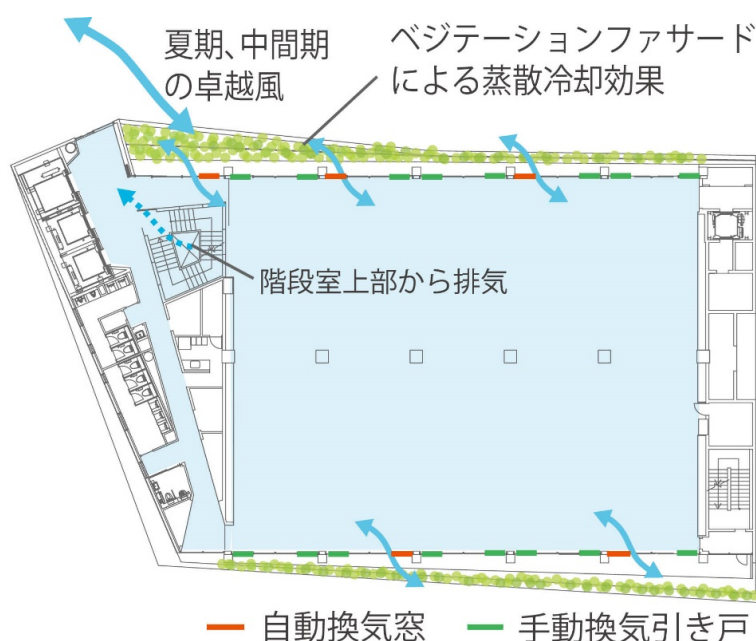 夏期、中間期
の卓越風
ベジテーションファサード
による蒸散冷却効果
階段室上部から排気
自動換気窓
手動換気引き戸